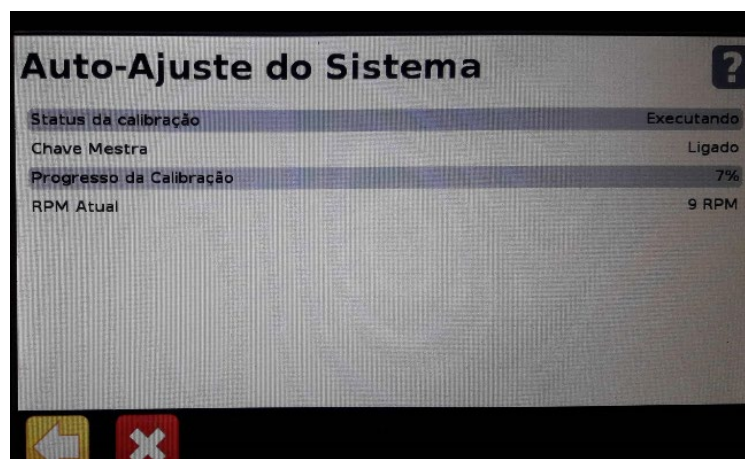 Auto-Ajuste do Sistema ?
Status da calibração Executando
Chave Mestra Ligado
Progresso da Calibração 7%
RPM Atual 9 RPM